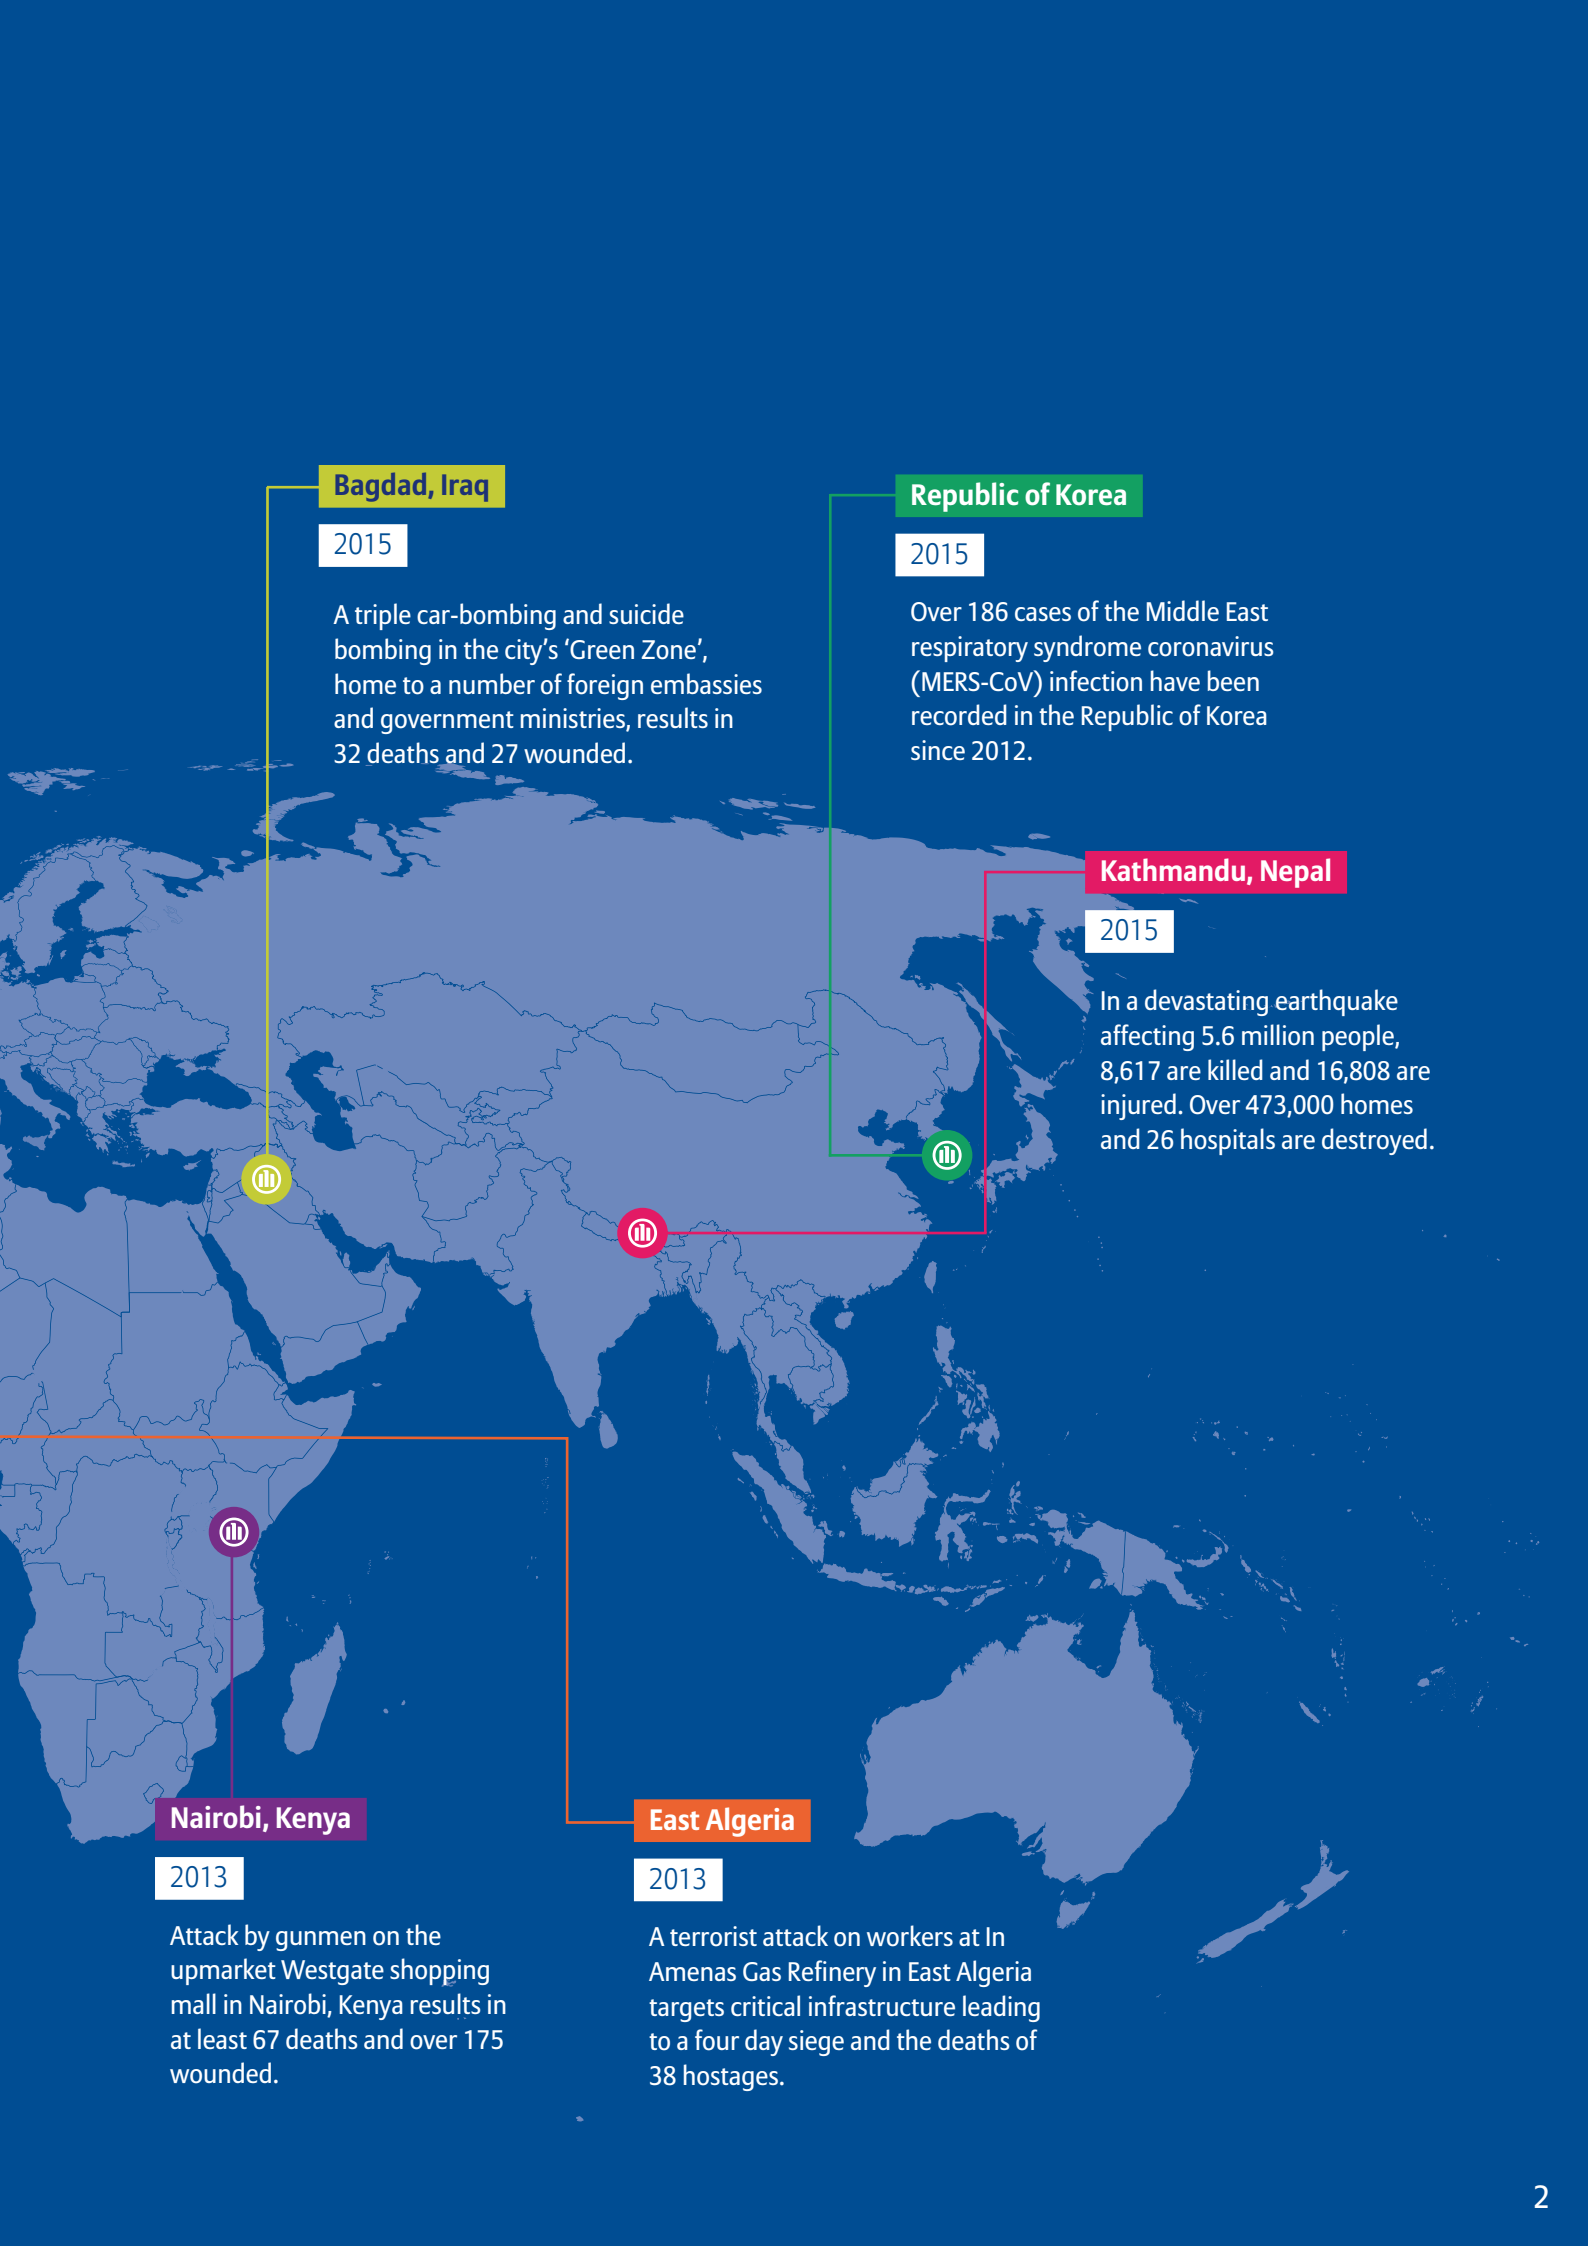 Bagdad, Iraq
2015
A triple car-bombing and suicide
bombing in the city’s ‘Green Zone’,
home to a number of foreign embassies
and government ministries, results in
32 deaths and 27 wounded.
Republic of Korea
2015
Over 186 cases of the Middle East
respiratory syndrome coronavirus
(MERS-CoV) infection have been
recorded in the Republic of Korea
since 2012.
Kathmandu, Nepal
2015
In a devastating earthquake
affecting 5.6 million people,
8,617 are killed and 16,808 are
injured. Over 473,000 homes
and 26 hospitals are destroyed.
Nairobi, Kenya
2013
Attack by gunmen on the
upmarket Westgate shopping
mall in Nairobi, Kenya results in
at least 67 deaths and over 175
wounded.
East Algeria
2013
A terrorist attack on workers at In
Amenas Gas Refinery in East Algeria
targets critical infrastructure leading
to a four day siege and the deaths of
38 hostages.
2